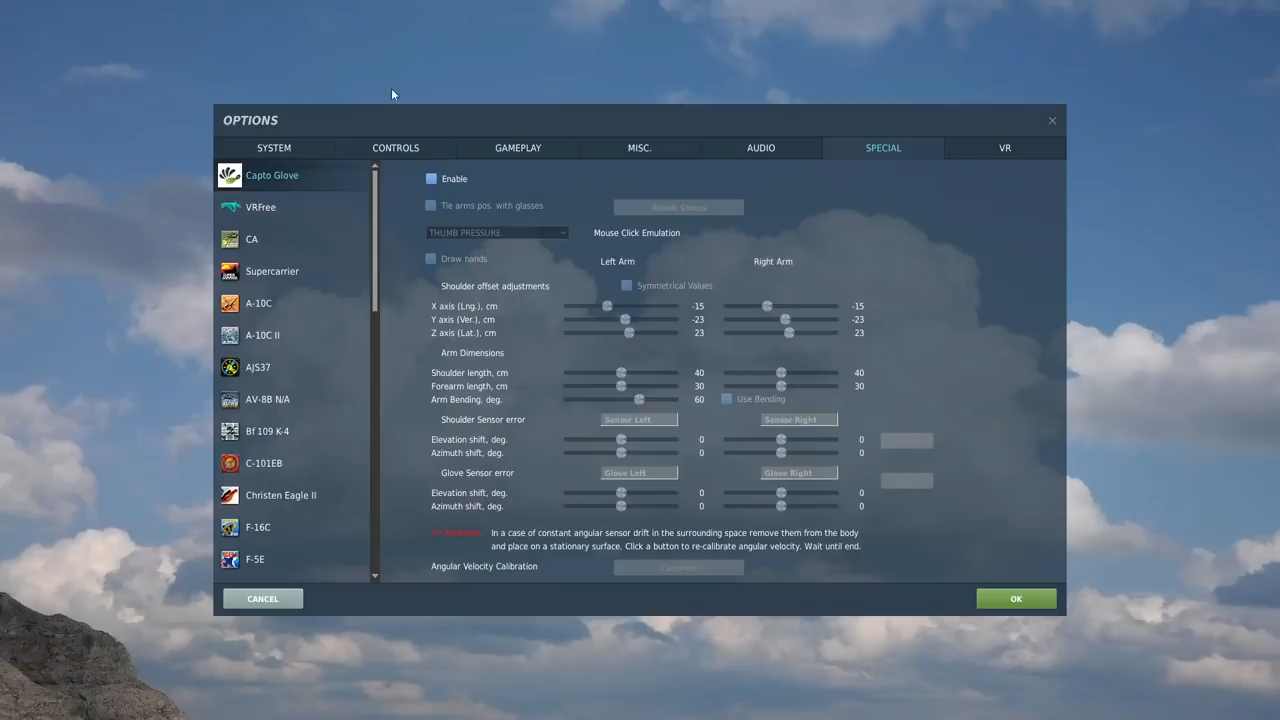 OPTIONS
SYSTEM CONTROLS GAMEPLAY MISC. AUDIO SPECIAL VR
Capto Glove
VRFree
CA
Supercarrier
A-10C
A-10C II
AJS37
AV-8B N/A
Bf 109 K-4
C-101EB
Christen Eagle II
F-16C
F-5E
Enable
Tie arms pos. with glasses
THUMB PRESSURE Mouse Click Emulation
Draw hands
Left Arm Right Arm
Shoulder offset adjustments Symmetrical Values
X axis (Lng.), cm -15 -15
Y axis (Ver.), cm -23 -23
Z axis (Lat.), cm 23 23
Arm Dimensions
Shoulder length, cm 40 40
Forearm length, cm 30 30
Arm Bending, deg. 60 Use Bending
Shoulder Sensor error Sensor Left Sensor Right
Elevation shift, deg. 0 0
Azimuth shift, deg. 0 0
Glove Sensor error Glove Left Glove Right
Elevation shift, deg. 0 0
Azimuth shift, deg. 0 0
In a case of constant angular sensor drift in the surrounding space remove them from the body
and place on a stationary surface. Click a button to re-calibrate angular velocity. Wait until end.
Angular Velocity Calibration
CANCEL OK